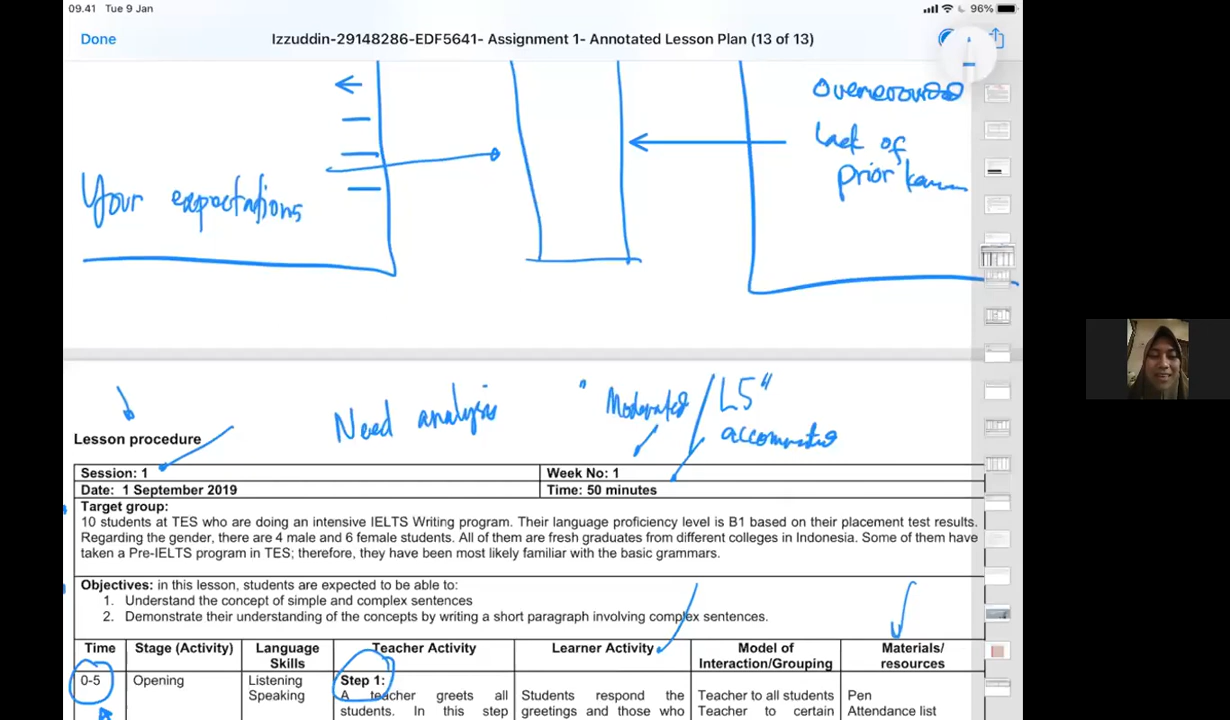 09.41 Tue 9 Jan 96%
Done Izzuddin-29148286-EDF5641- Assignment 1- Annotated Lesson Plan (13 of 13)
Lack of
prior
Your expectations
Need analysis "Moderated / L5"
Lesson procedure
Session: 1 Week No: 1
Date: 1 September 2019 Time: 50 minutes
Target group:
10 students at TES who are doing an intensive IELTS Writing program. Their language proficiency level is B1 based on their placement test results.
Regarding the gender, there are 4 male and 6 female students. All of them are fresh graduates from different colleges in Indonesia. Some of them have
taken a Pre-IELTS program in TES; therefore, they have been most likely familiar with the basic grammars.
Objectives: in this lesson, students are expected to be able to:
1. Understand the concept of simple and complex sentences
2. Demonstrate their understanding of the concepts by writing a short paragraph involving complex sentences.
Time Stage (Activity) Language Teacher Activity Learner Activity Model of Materials/
Skills Interaction/Grouping resources
0-5 Opening Listening Step 1:
Speaking A teacher greets all Students respond the Teacher to all students Pen
students. In this step greetings and those who Teacher to certain Attendance list